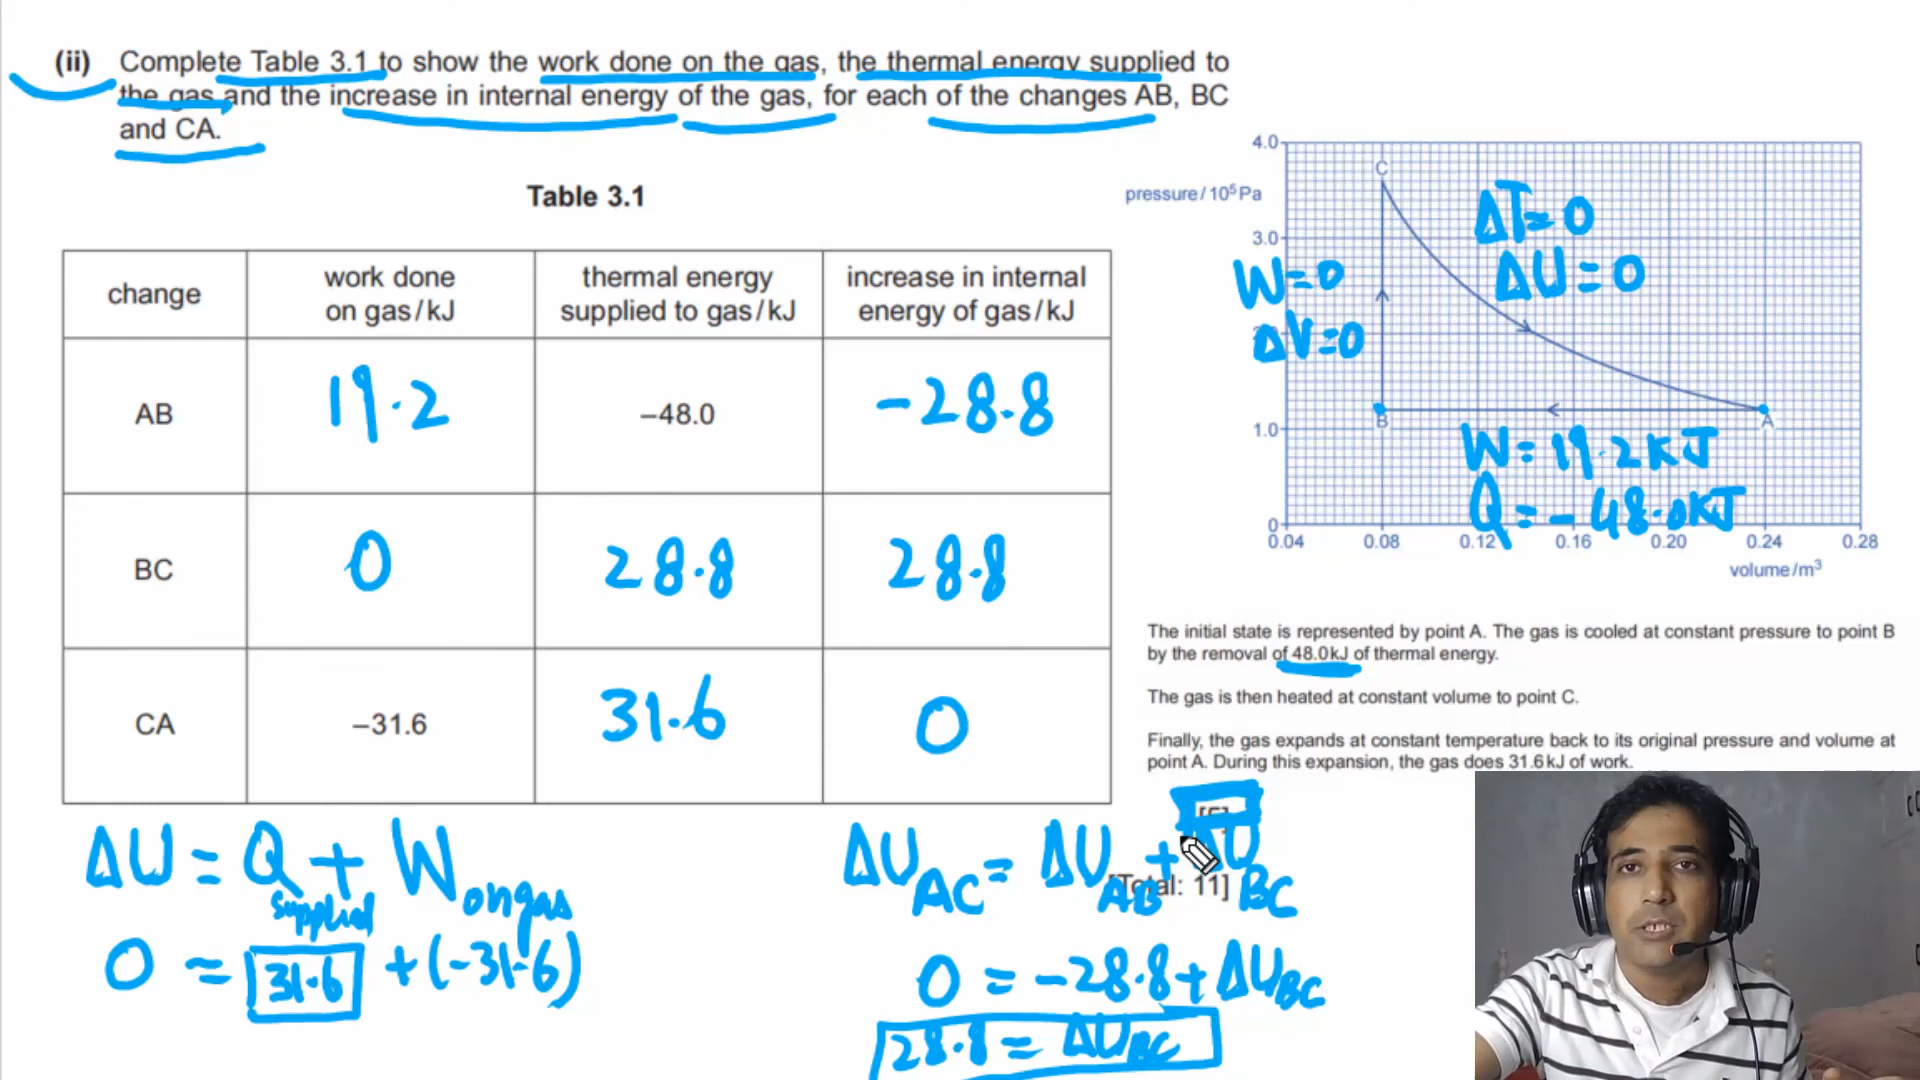 (ii) Complete Table 3.1 to show the work done on the gas, the thermal energy supplied to
the gas and the increase in internal energy of the gas, for each of the changes AB, BC
and CA.
Table 3.1
change
work done
on gas/kJ
thermal energy
supplied to gas/kJ
increase in internal
energy of gas/kJ
AB
19.2
–48.0
-28.8
BC
0
28.8
28.8
CA
–31.6
31.6
0
ΔU = Q supplied + W on gas
0 = 31.6 + (-31.6)
pressure/10⁵Pa
4.0
3.0
1.0
0
C
B
A
ΔT=0
ΔU=0
W=0
ΔV=0
W=19.2KJ
Q=-48.0KJ
0.04 0.08 0.12 0.16 0.20 0.24 0.28
volume/m³
The initial state is represented by point A. The gas is cooled at constant pressure to point B
by the removal of 48.0kJ of thermal energy.
The gas is then heated at constant volume to point C.
Finally, the gas expands at constant temperature back to its original pressure and volume at
point A. During this expansion, the gas does 31.6kJ of work.
[Total: 11]
ΔU AC = ΔU AB + ΔU BC
0 = -28.8 + ΔU BC
28.8 = ΔU BC